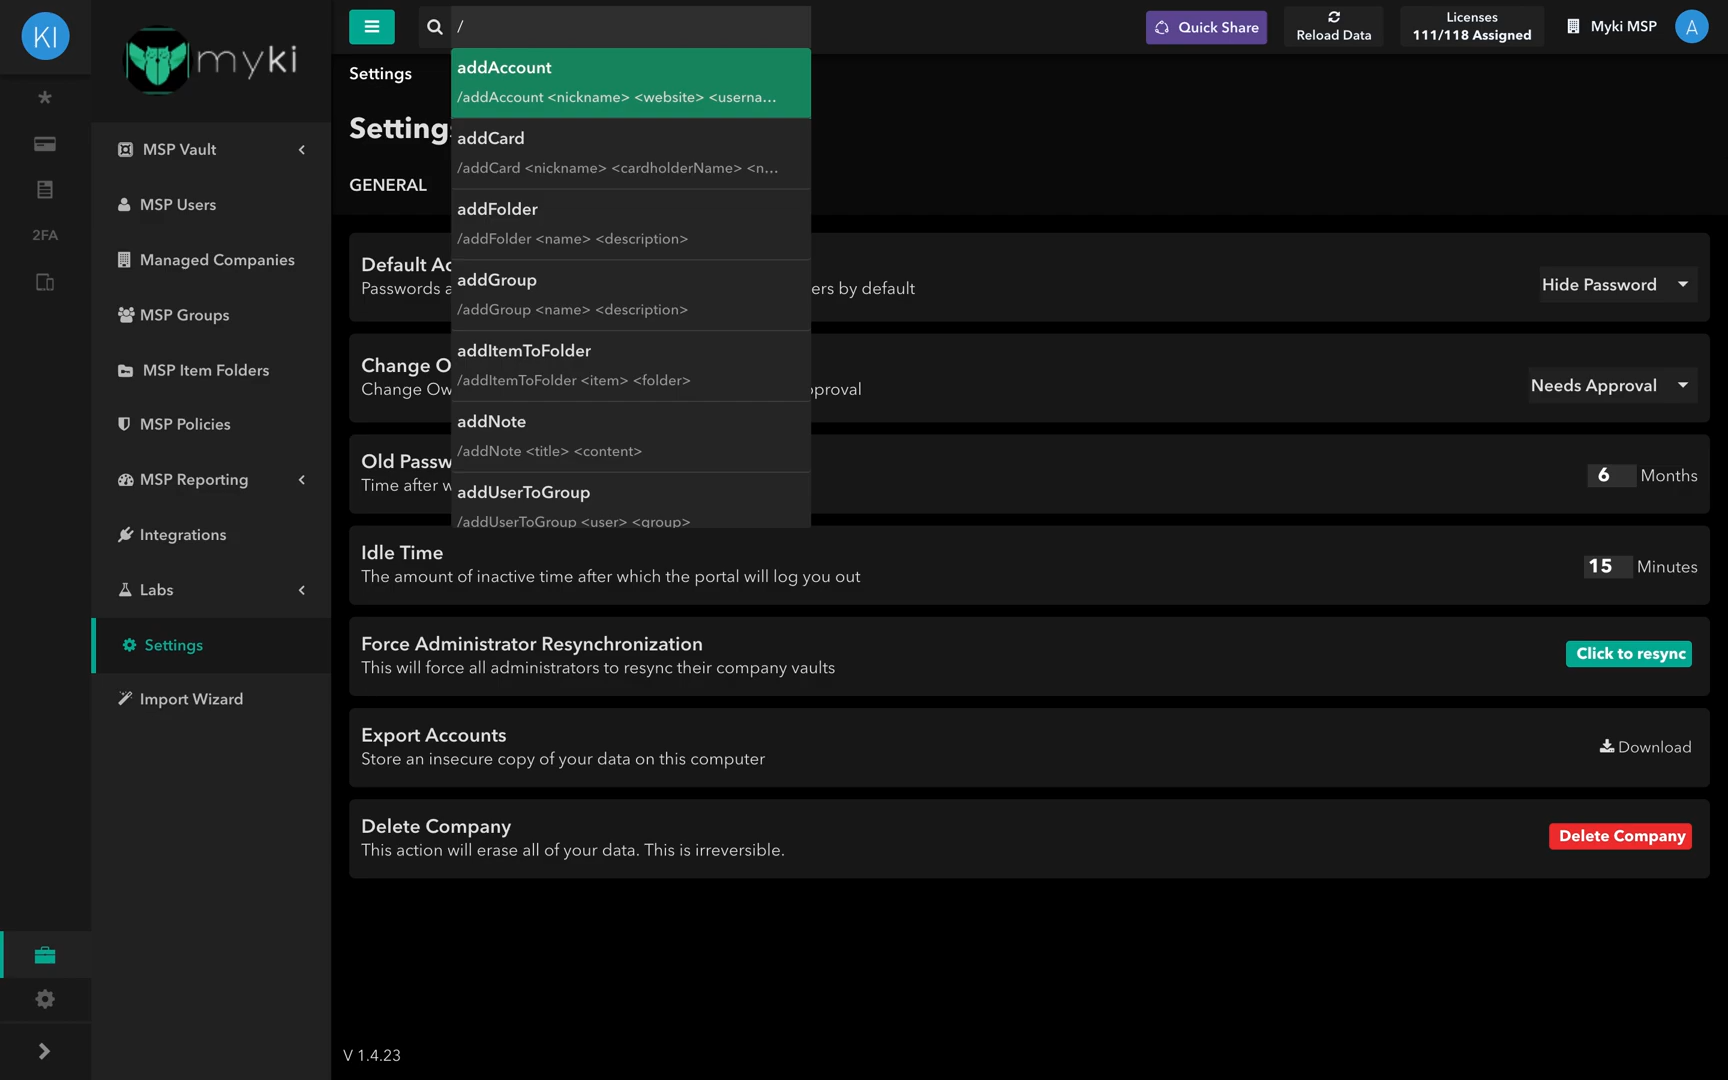 KI
2FA
myki
MSP Vault
MSP Users
Managed Companies
MSP Groups
MSP Item Folders
MSP Policies
MSP Reporting
Integrations
Labs
Settings
Import Wizard
/
Quick Share
Reload Data
Licenses
111/118 Assigned
Myki MSP
A
Settings
Settings
GENERAL
addAccount
/addAccount <nickname> <website> <userna...
addCard
/addCard <nickname> <cardholderName> <n...
addFolder
/addFolder <name> <description>
addGroup
/addGroup <name> <description>
addItemToFolder
/addItemToFolder <item> <folder>
addNote
/addNote <title> <content>
addUserToGroup
/addUserToGroup <user> <group>
Default Ac
Passwords a
ers by default
Hide Password
Change O
Change Ow
proval
Needs Approval
Old Passw
Time after w
6 Months
Idle Time
The amount of inactive time after which the portal will log you out
15 Minutes
Force Administrator Resynchronization
This will force all administrators to resync their company vaults
Click to resync
Export Accounts
Store an insecure copy of your data on this computer
Download
Delete Company
This action will erase all of your data. This is irreversible.
Delete Company
V 1.4.23